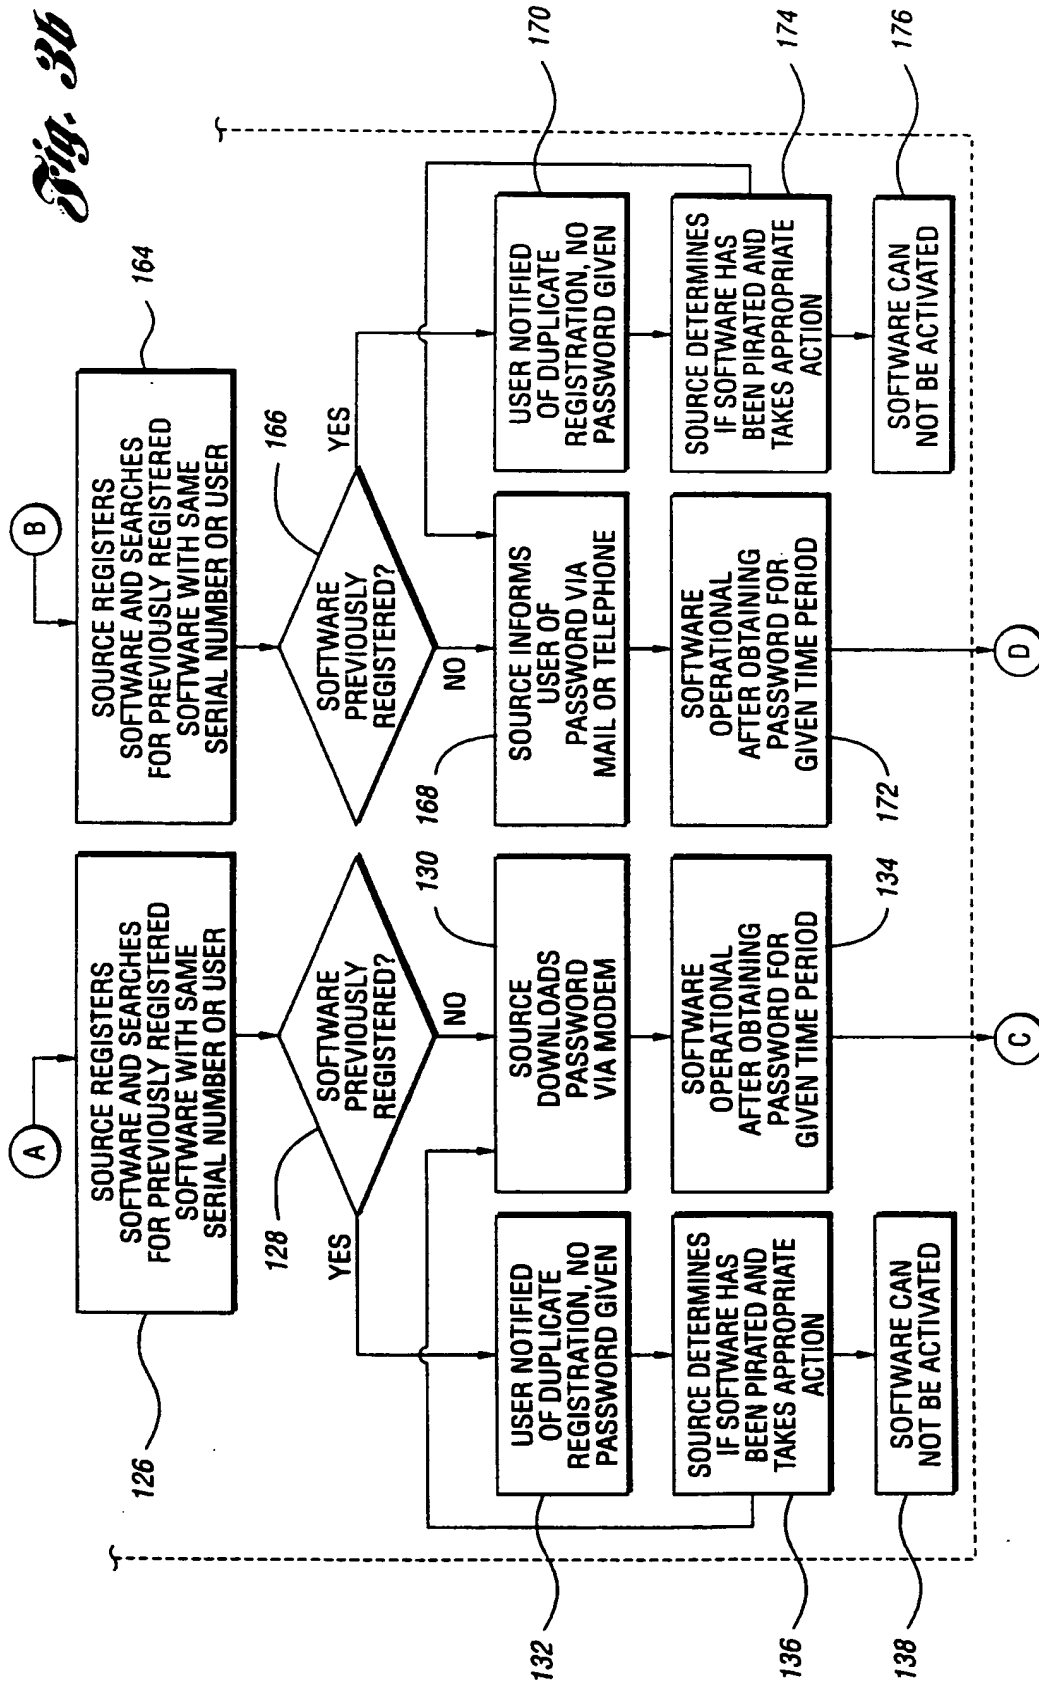 Fig. 3b
A
B
SOURCE REGISTERS
SOFTWARE AND SEARCHES
FOR PREVIOUSLY REGISTERED
SOFTWARE WITH SAME
SERIAL NUMBER OR USER
126
SOURCE REGISTERS
SOFTWARE AND SEARCHES
FOR PREVIOUSLY REGISTERED
SOFTWARE WITH SAME
SERIAL NUMBER OR USER
164
SOFTWARE
PREVIOUSLY
REGISTERED?
128
YES
NO
SOFTWARE
PREVIOUSLY
REGISTERED?
166
YES
NO
USER NOTIFIED
OF DUPLICATE
REGISTRATION, NO
PASSWORD GIVEN
132
SOURCE
DOWNLOADS
PASSWORD
VIA MODEM
130
SOURCE INFORMS
USER OF
PASSWORD VIA
MAIL OR TELEPHONE
168
USER NOTIFIED
OF DUPLICATE
REGISTRATION, NO
PASSWORD GIVEN
170
SOURCE DETERMINES
IF SOFTWARE HAS
BEEN PIRATED AND
TAKES APPROPRIATE
ACTION
136
SOFTWARE
OPERATIONAL
AFTER OBTAINING
PASSWORD FOR
GIVEN TIME PERIOD
134
SOFTWARE
OPERATIONAL
AFTER OBTAINING
PASSWORD FOR
GIVEN TIME PERIOD
172
SOURCE DETERMINES
IF SOFTWARE HAS
BEEN PIRATED AND
TAKES APPROPRIATE
ACTION
174
SOFTWARE CAN
NOT BE ACTIVATED
138
SOFTWARE CAN
NOT BE ACTIVATED
176
C
D